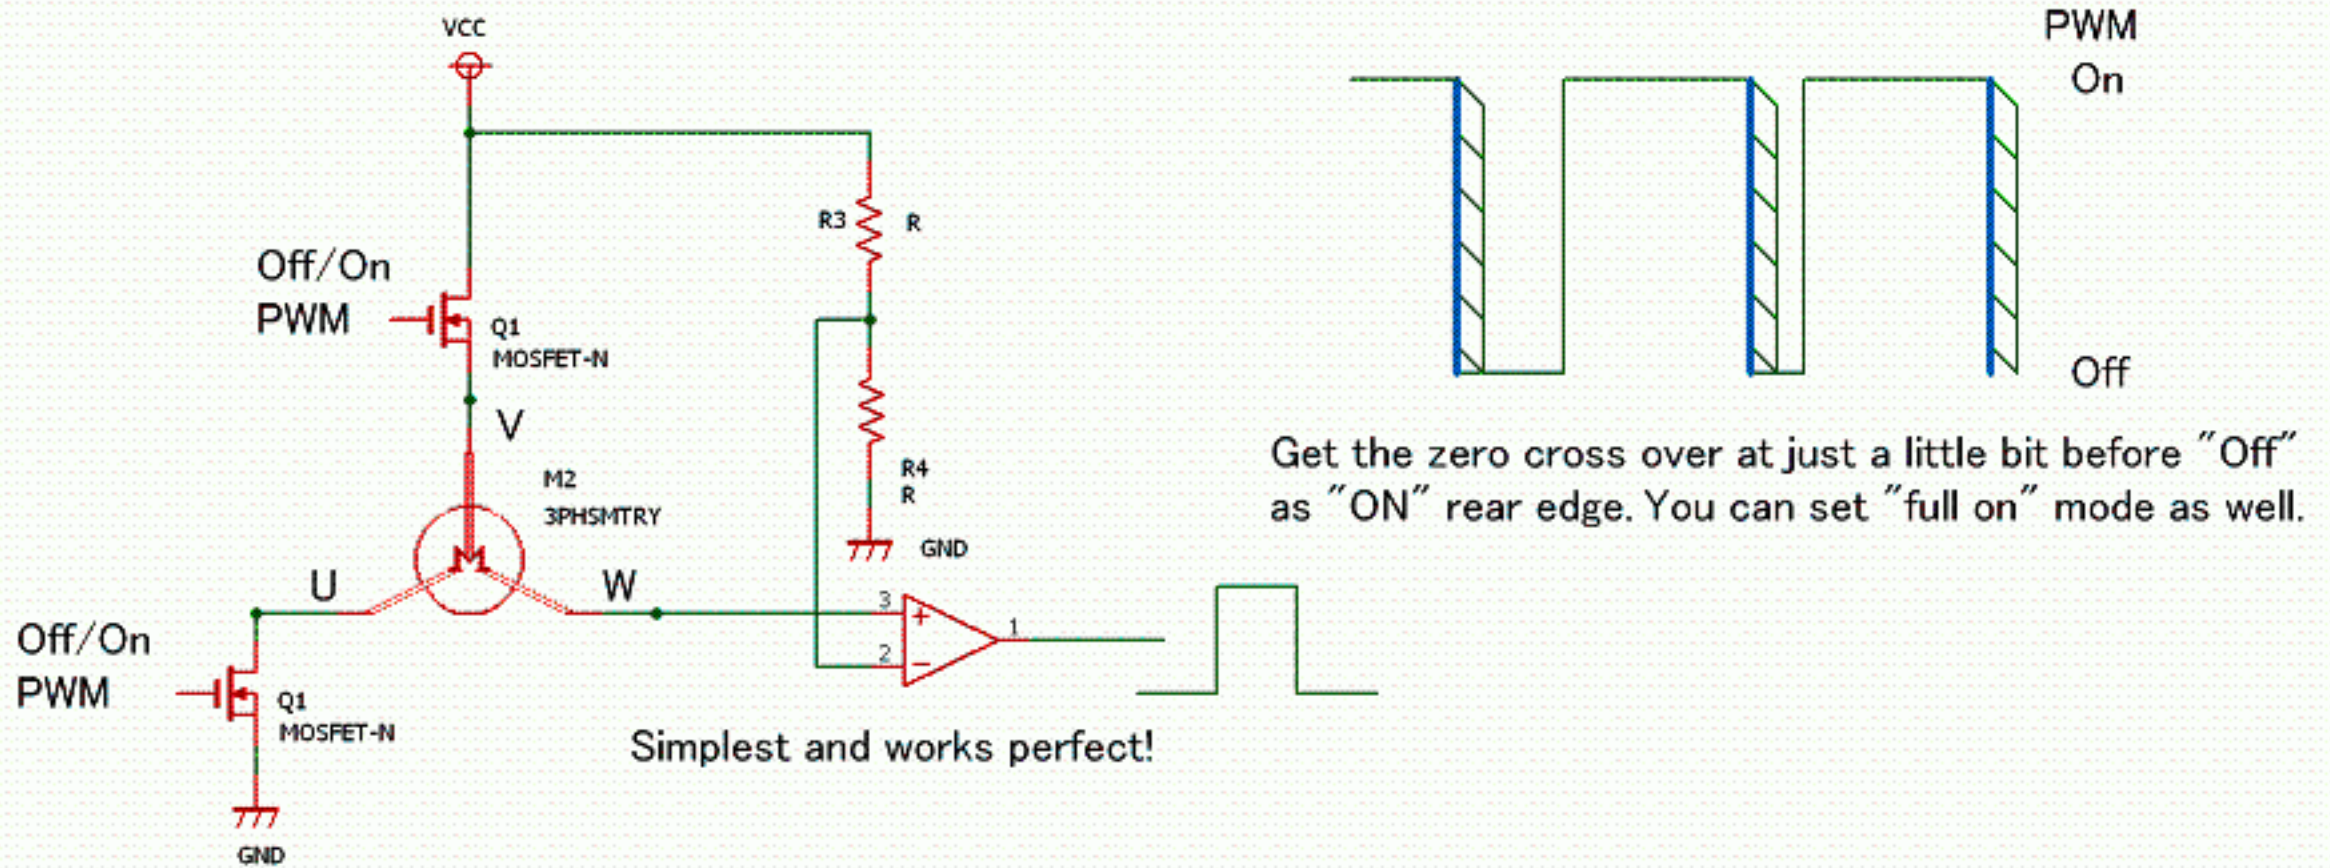 VCC
PWM
On
R3
R
Off/On
PWM
Q1
MOSFET-N
V
Off
Get the zero cross over at just a little bit before "Off"
as "ON" rear edge. You can set "full on" mode as well.
M2
3PHSMTRY
R4
R
GND
M
U
W
3
+
1
2
−
Off/On
PWM
Q1
MOSFET-N
Simplest and works perfect!
GND